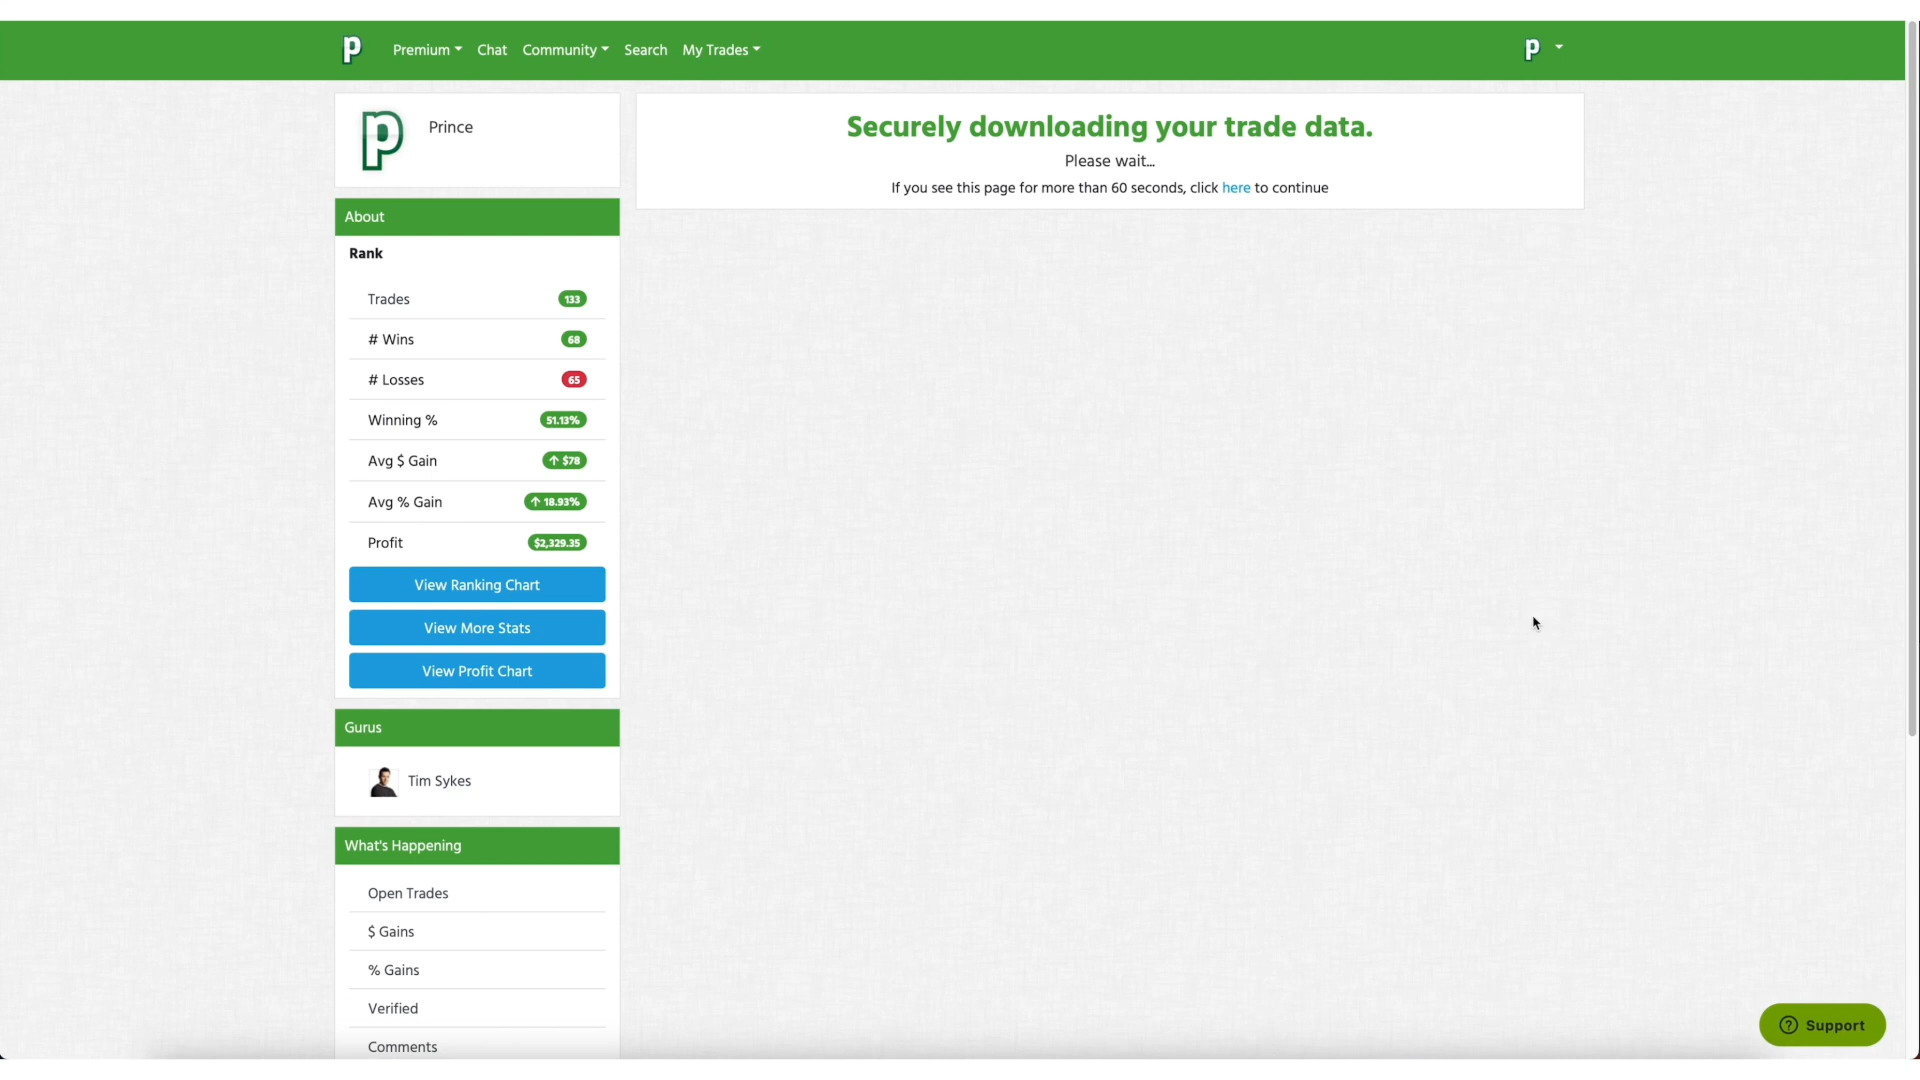 p
Premium
Chat
Community
Search
My Trades
p
p
Prince
Securely downloading your trade data.
Please wait...
If you see this page for more than 60 seconds, click here to continue
About
Rank
Trades 133
# Wins 68
# Losses 65
Winning % 51.13%
Avg $ Gain ↑ $78
Avg % Gain ↑ 18.93%
Profit $2,329.35
View Ranking Chart
View More Stats
View Profit Chart
Gurus
Tim Sykes
What's Happening
Open Trades
$ Gains
% Gains
Verified
Comments
? Support